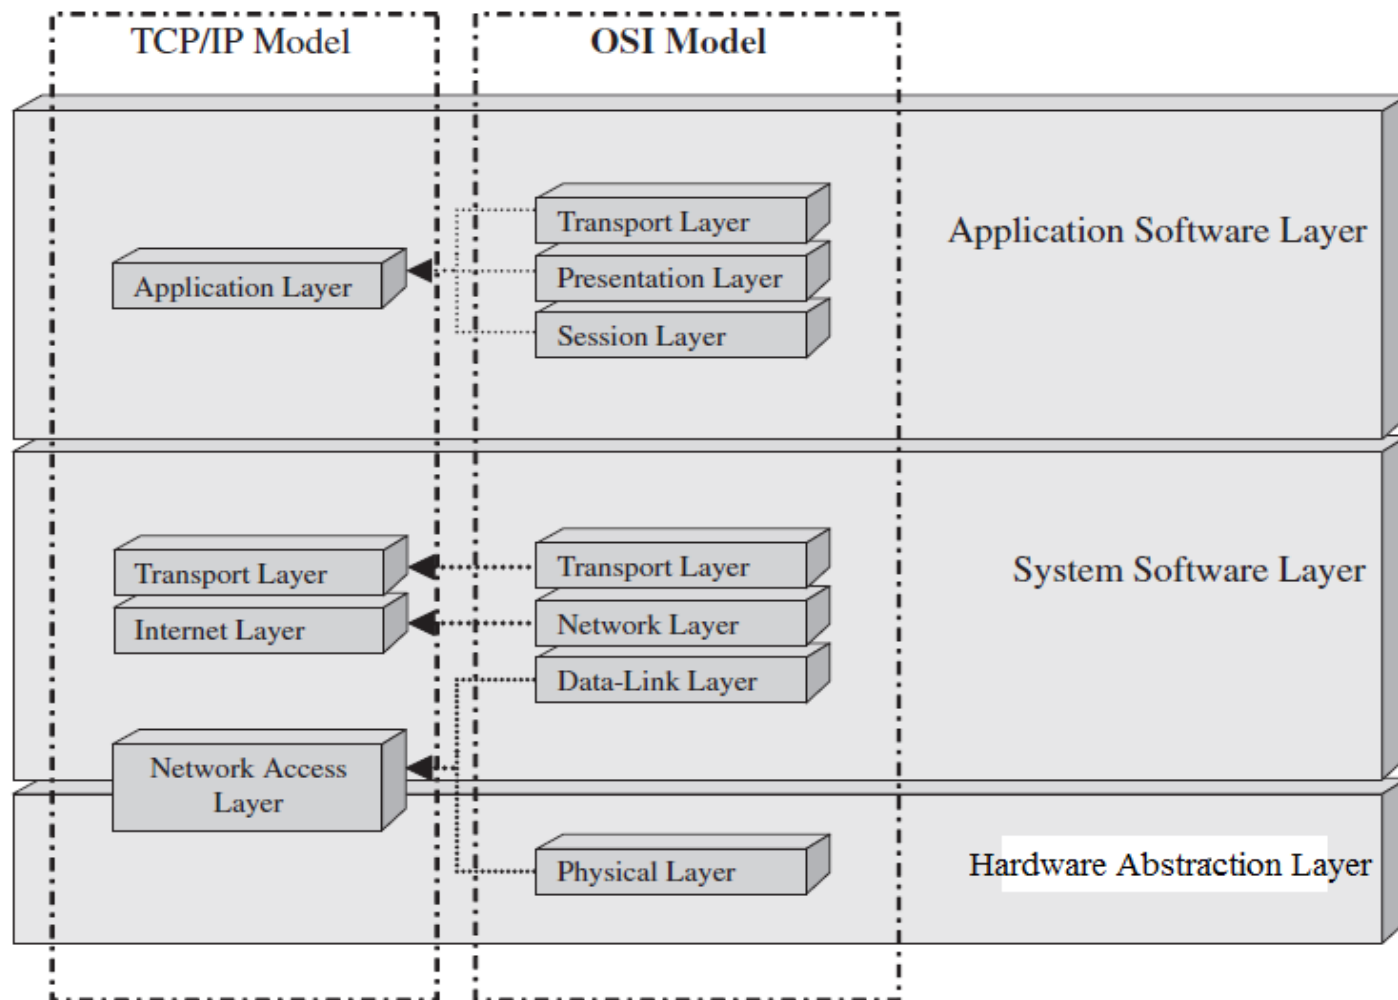 TCP/IP Model
OSI Model
Transport Layer
Presentation Layer
Session Layer
Application Layer
Application Software Layer
Transport Layer
Internet Layer
Transport Layer
Network Layer
Data-Link Layer
System Software Layer
Network Access
Layer
Physical Layer
Hardware Abstraction Layer